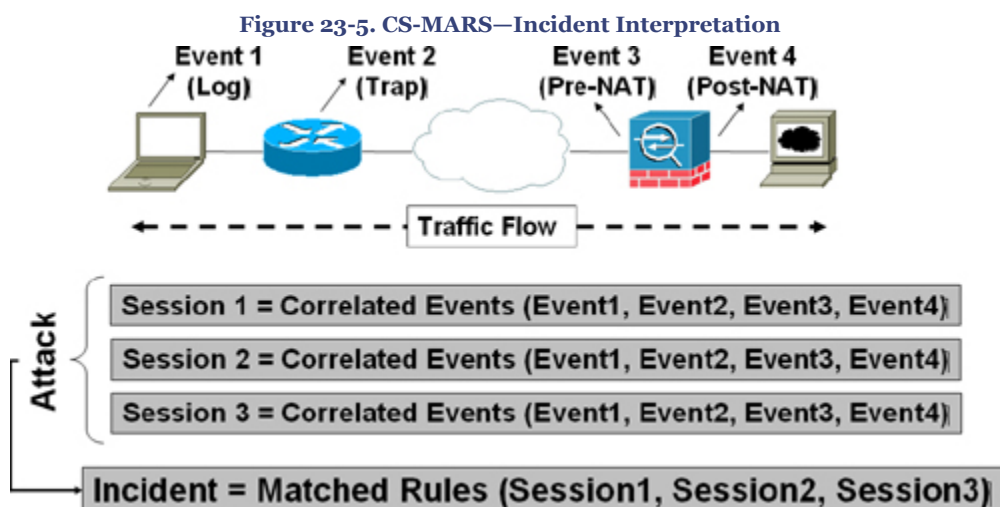 Figure 23-5. CS-MARS—Incident Interpretation
Event 1
(Log)
Event 2
(Trap)
Event 3
(Pre-NAT)
Event 4
(Post-NAT)
Traffic Flow
Attack
Session 1 = Correlated Events (Event1, Event2, Event3, Event4)
Session 2 = Correlated Events (Event1, Event2, Event3, Event4)
Session 3 = Correlated Events (Event1, Event2, Event3, Event4)
Incident = Matched Rules (Session1, Session2, Session3)